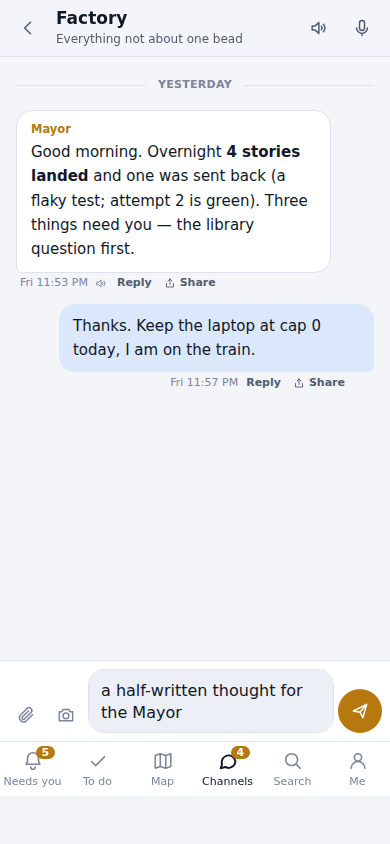 Factory
Everything not about one bead
YESTERDAY
Mayor
Good morning. Overnight 4 stories
landed and one was sent back (a
flaky test; attempt 2 is green). Three
things need you — the library
question first.
Fri 11:53 PM Reply Share
Thanks. Keep the laptop at cap 0
today, I am on the train.
Fri 11:57 PM Reply Share
a half-written thought for
the Mayor
5 4
Needs you To do Map Channels Search Me